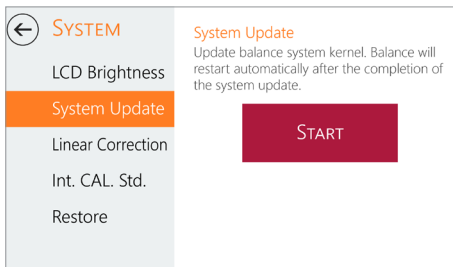 SYSTEM
LCD Brightness
System Update
Linear Correction
Int. CAL. Std.
Restore
System Update
Update balance system kernel. Balance will
restart automatically after the completion of
the system update.
START